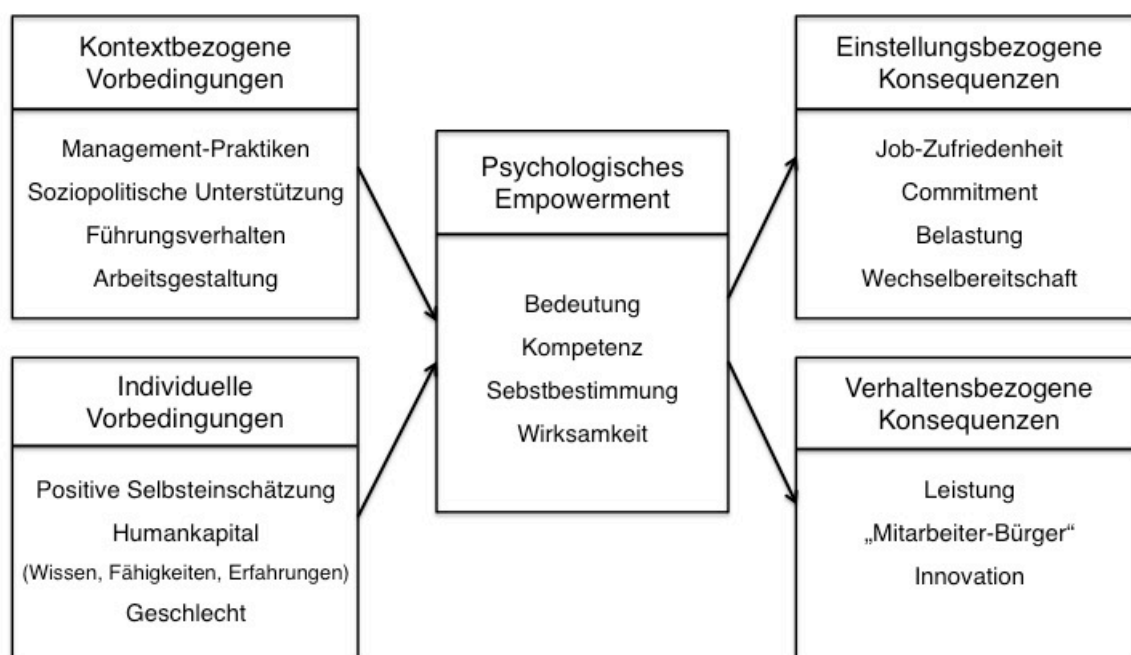 Kontextbezogene
Vorbedingungen
Management-Praktiken
Soziopolitische Unterstützung
Führungsverhalten
Arbeitsgestaltung
Individuelle
Vorbedingungen
Positive Selbsteinschätzung
Humankapital
(Wissen, Fähigkeiten, Erfahrungen)
Geschlecht
Psychologisches
Empowerment
Bedeutung
Kompetenz
Sebstbestimmung
Wirksamkeit
Einstellungsbezogene
Konsequenzen
Job-Zufriedenheit
Commitment
Belastung
Wechselbereitschaft
Verhaltensbezogene
Konsequenzen
Leistung
„Mitarbeiter-Bürger“
Innovation